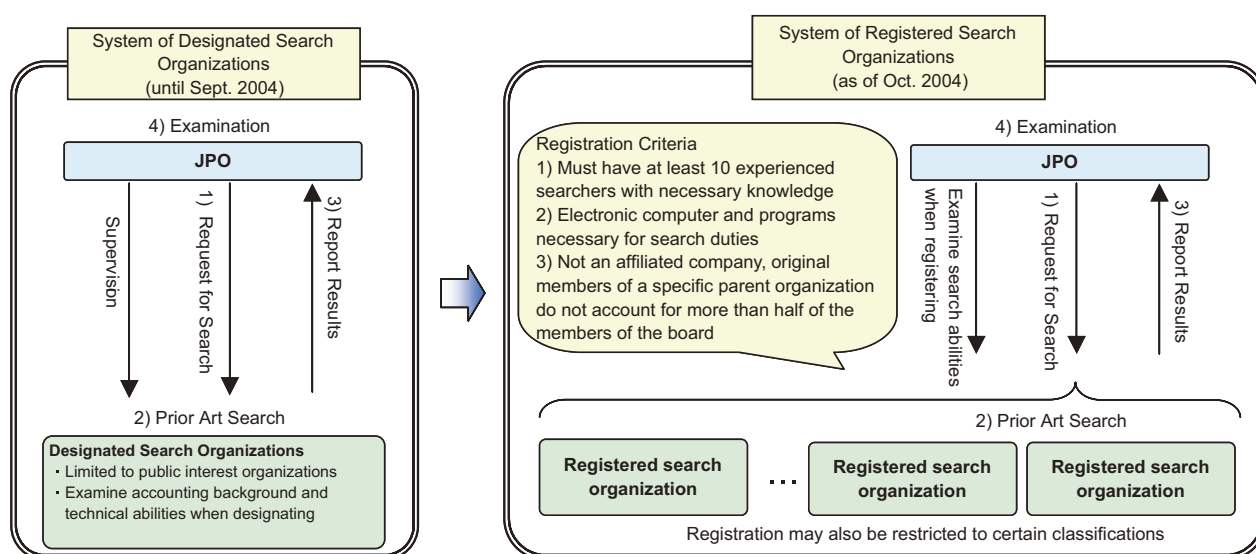 System of Designated Search
Organizations
(until Sept. 2004)
4) Examination
JPO
Supervision
1) Request for Search
3) Report Results
2) Prior Art Search
Designated Search Organizations
・Limited to public interest organizations
・Examine accounting background and
technical abilities when designating
System of Registered Search
Organizations
(as of Oct. 2004)
Registration Criteria
1) Must have at least 10 experienced
searchers with necessary knowledge
2) Electronic computer and programs
necessary for search duties
3) Not an affiliated company, original
members of a specific parent organization
do not account for more than half of the
members of the board
4) Examination
JPO
Examine search abilities
when registering
1) Request for Search
3) Report Results
2) Prior Art Search
Registered search
organization
…
Registered search
organization
Registered search
organization
Registration may also be restricted to certain classifications